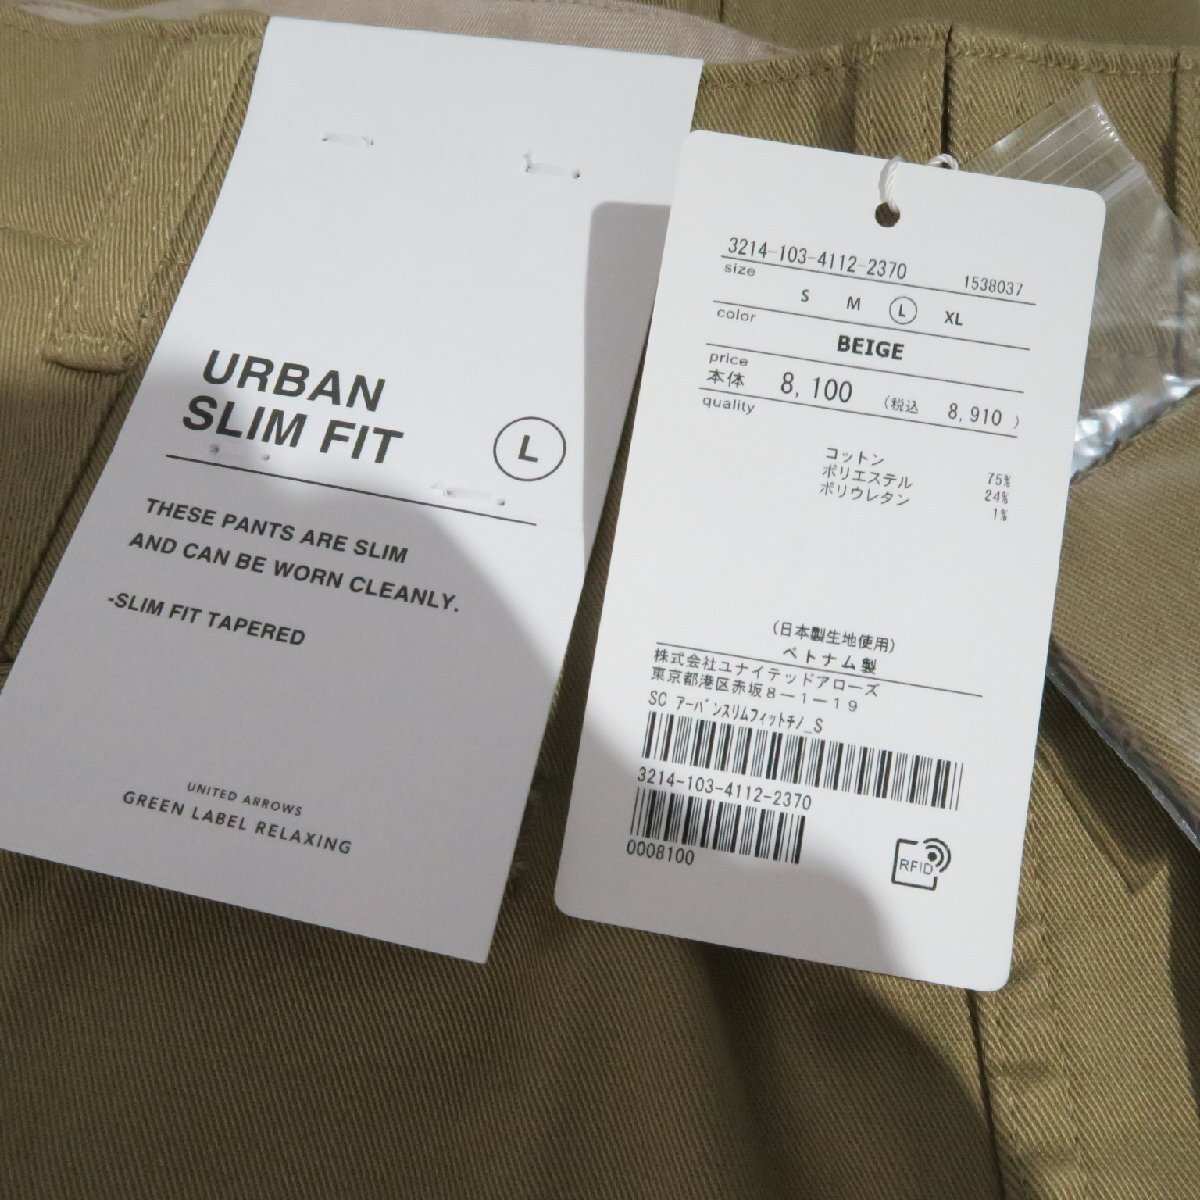 URBAN
SLIM FIT
L
THESE PANTS ARE SLIM
AND CAN BE WORN CLEANLY.
-SLIM FIT TAPERED
UNITED ARROWS
GREEN LABEL RELAXING
3214-103-4112-2370 1538037
size
S M L XL
color
BEIGE
price
本体 8,100 (税込 8,910 )
quality
コットン 75%
ポリエステル 24%
ポリウレタン 1%
(日本製生地使用)
ベトナム製
株式会社ユナイテッドアローズ
東京都港区赤坂8ー1ー19
SC アーバンスリムフィットチノ_S
3214-103-4112-2370
0008100
RFID